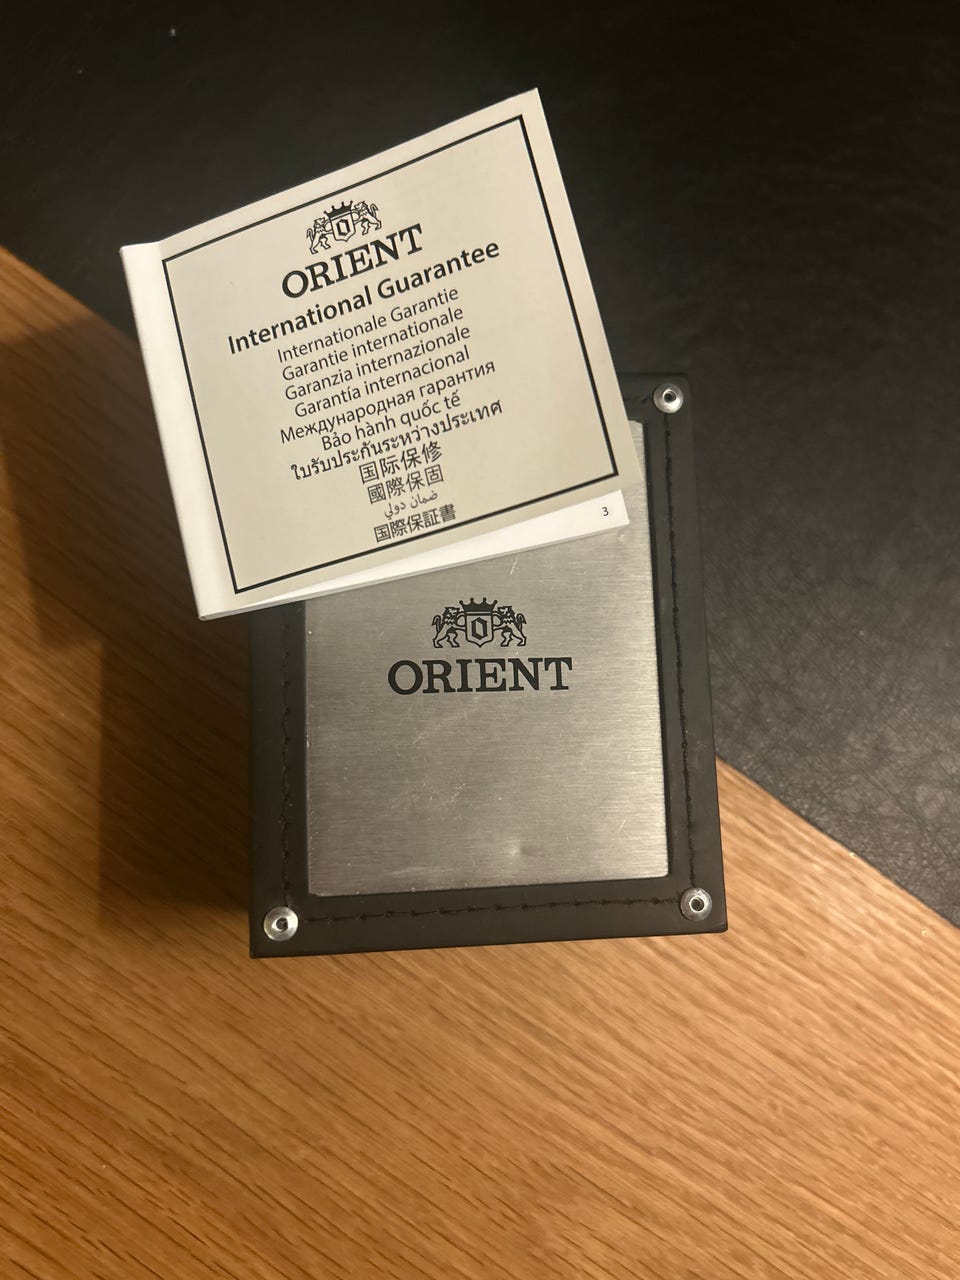 ORIENT
International Guarantee
Internationale Garantie
Garantie internationale
Garanzia internazionale
Garantía internacional
Международная гарантия
Bảo hành quốc tế
ใบรับประกันระหว่างประเทศ
国际保修
國際保固
ضمان دولي
国際保証書
3
ORIENT